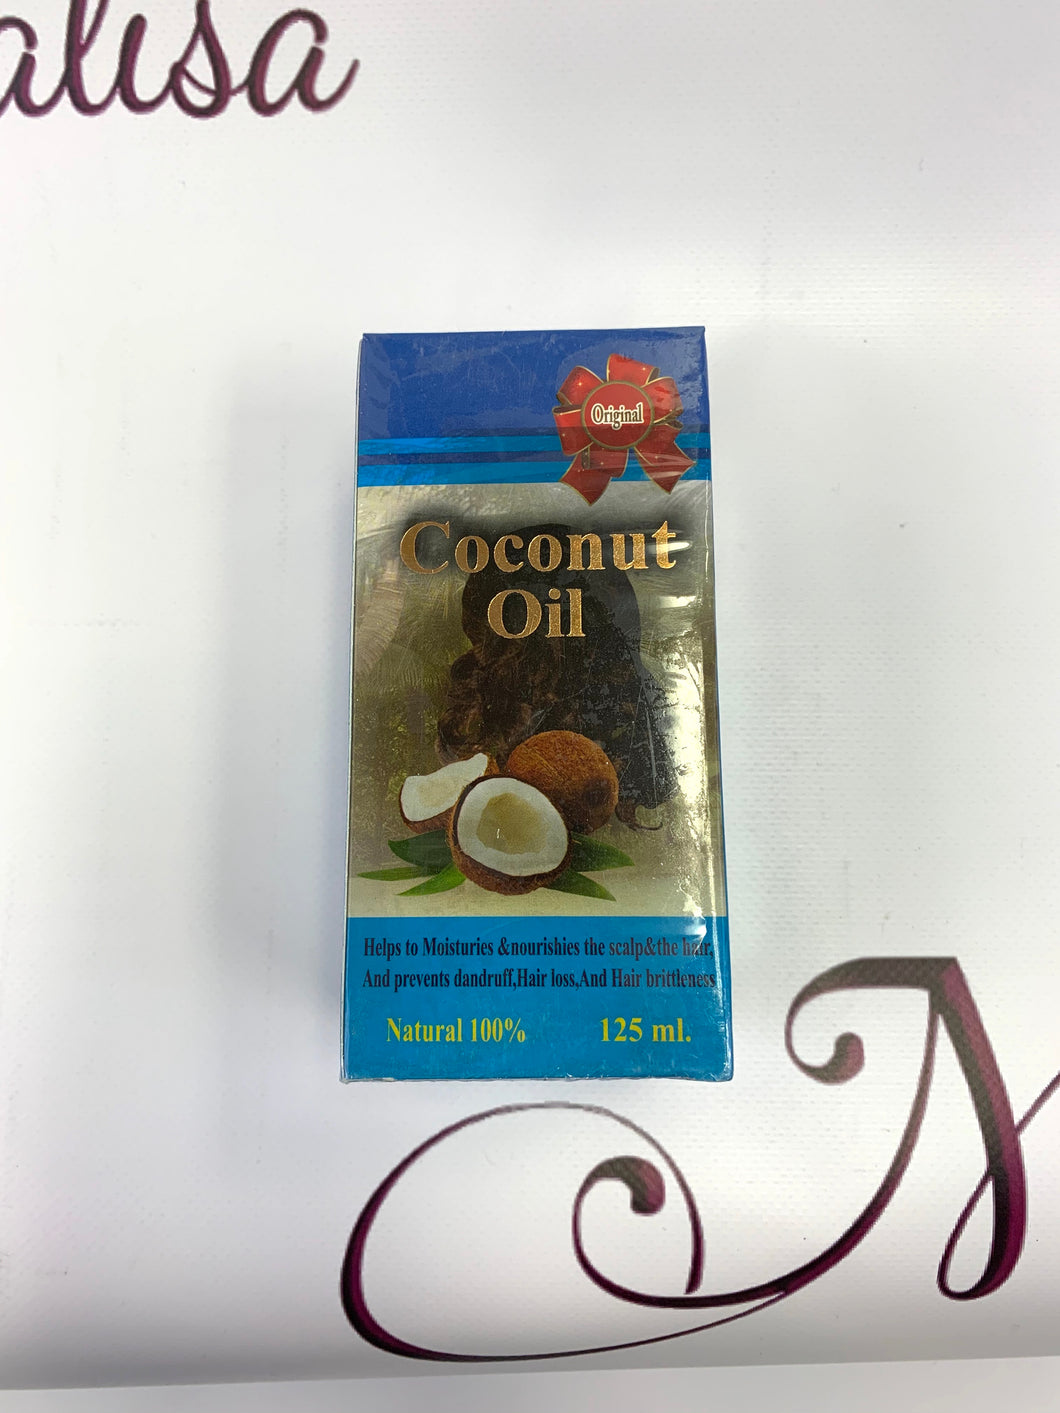 alisa
Original
Coconut
Oil
Helps to Moisturies &nourishies the scalp&the hair,
And prevents dandruff,Hair loss,And Hair brittleness
Natural 100%
125 ml.